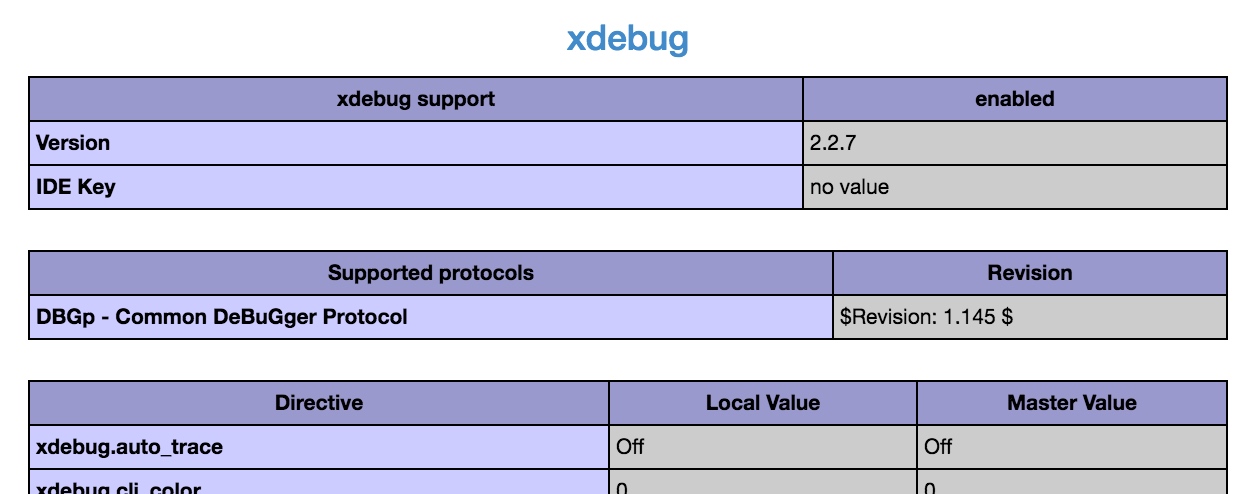 xdebug
xdebug support enabled
Version 2.2.7
IDE Key no value
Supported protocols Revision
DBGp - Common DeBuGger Protocol $Revision: 1.145 $
Directive Local Value Master Value
xdebug.auto_trace Off Off
xdebug.cli_color 0 0